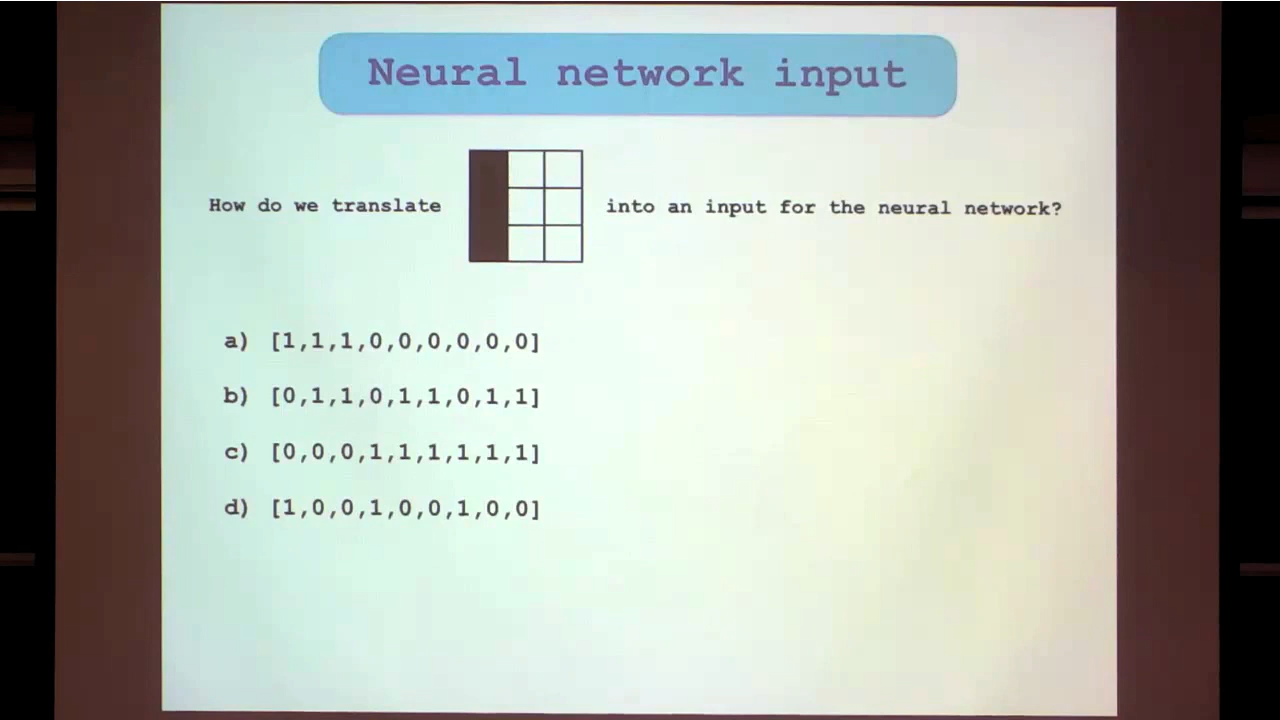 Neural network input
How do we translate into an input for the neural network?
a) [1,1,1,0,0,0,0,0,0]
b) [0,1,1,0,1,1,0,1,1]
c) [0,0,0,1,1,1,1,1,1]
d) [1,0,0,1,0,0,1,0,0]